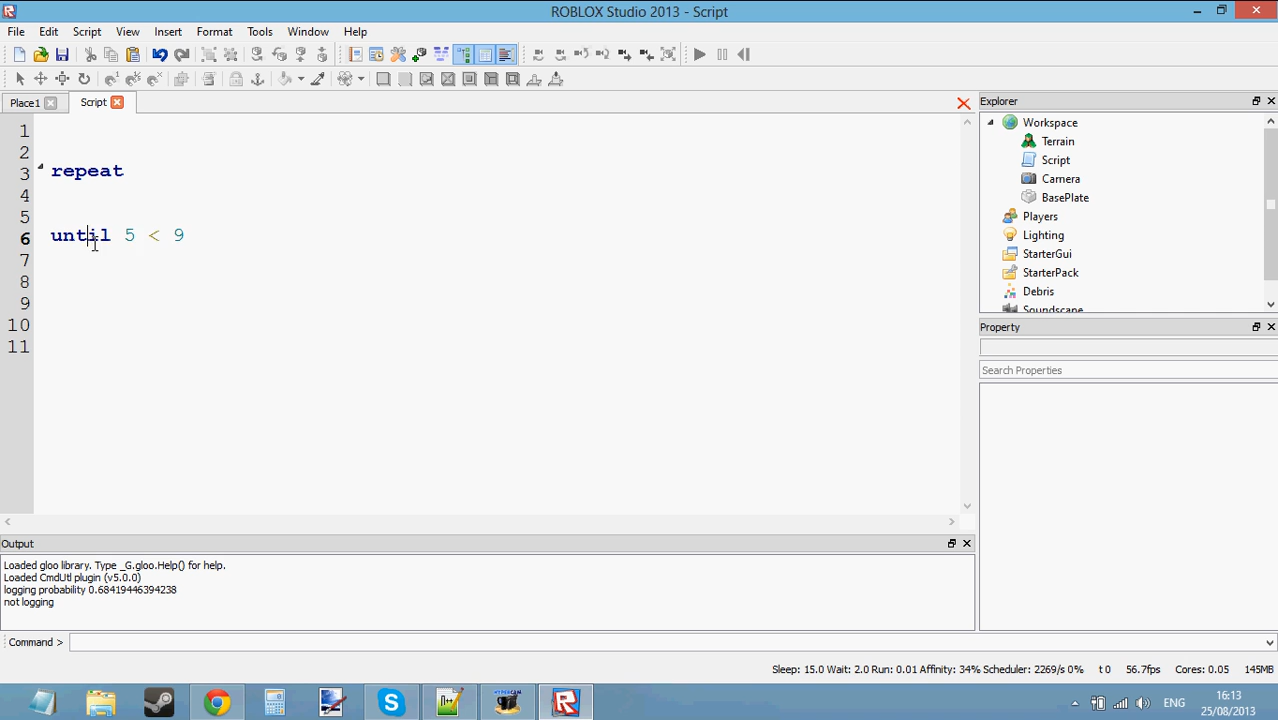 ROBLOX Studio 2013 - Script
File Edit Script View Insert Format Tools Window Help
Place1 Script
Explorer
1
2
3 repeat
4
5
6 until 5 < 9
7
8
9
10
11
Workspace
Terrain
Script
Camera
BasePlate
Players
Lighting
StarterGui
StarterPack
Debris
Soundscape
Property
Search Properties
Output
Loaded gloo library. Type _G.gloo.Help() for help.
Loaded CmdUtl plugin (v5.0.0)
logging probability 0.68419446394238
not logging
Command >
Sleep: 15.0 Wait: 2.0 Run: 0.01 Affinity: 34% Scheduler: 2269/s 0% t 0 56.7fps Cores: 0.05 145MB
ENG
16:13
25/08/2013